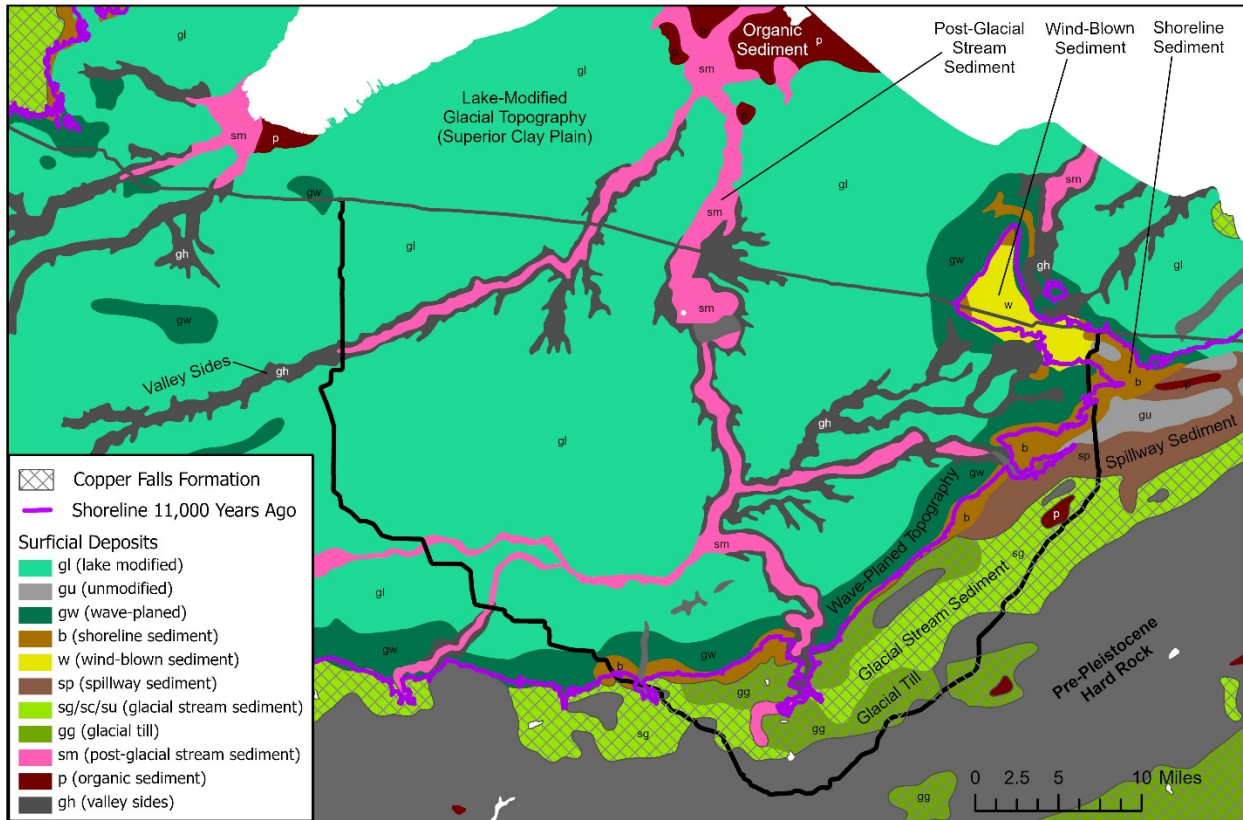 gl
Organic
Sediment
p
p
Post-Glacial
Stream
Sediment
Wind-Blown
Sediment
Shoreline
Sediment
sm
Lake-Modified
Glacial Topography
(Superior Clay Plain)
sm
p
p
sm
gw
gl
gl
sm
gh
gw
gh
gl
gw
sm
w
Valley Sides
gh
b
p
gl
gu
gh
b
sp
Spillway Sediment
gw
b
p
sm
Wave-Planed Topography
sg
Glacial Stream Sediment
gl
gw
b
gw
gg
Glacial Till
gg
sg
Pre-Pleistocene
Hard Rock
gg
Copper Falls Formation
Shoreline 11,000 Years Ago
Surficial Deposits
gl (lake modified)
gu (unmodified)
gw (wave-planed)
b (shoreline sediment)
w (wind-blown sediment)
sp (spillway sediment)
sg/sc/su (glacial stream sediment)
gg (glacial till)
sm (post-glacial stream sediment)
p (organic sediment)
gh (valley sides)
0 2.5 5 10 Miles